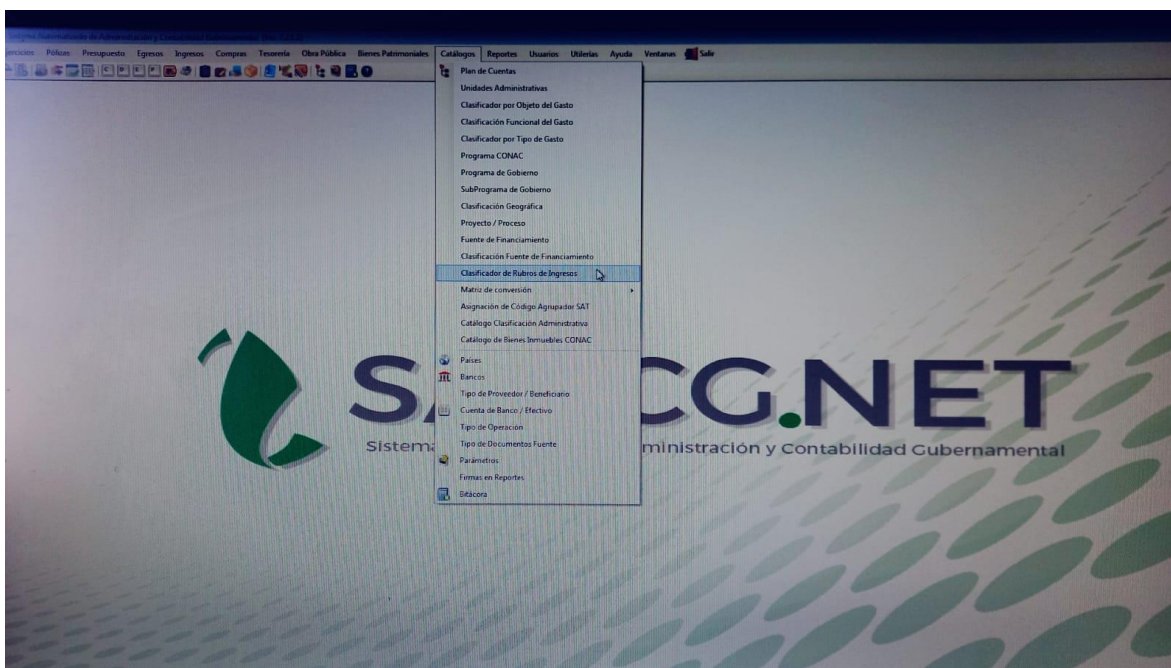 Pólizas Presupuesto Egresos Ingresos Compras Tesorería Obra Pública Bienes Patrimoniales Catálogos Reportes Usuarios Utilerías Ayuda Ventanas Salir
Plan de Cuentas
Unidades Administrativas
Clasificador por Objeto del Gasto
Clasificación Funcional del Gasto
Clasificador por Tipo de Gasto
Programa CONAC
Programa de Gobierno
SubPrograma de Gobierno
Clasificación Geográfica
Proyecto / Proceso
Fuente de Financiamiento
Clasificación Fuente de Financiamiento
Clasificador de Rubros de Ingresos
Matriz de conversión
Asignación de Código Agrupador SAT
Catálogo Clasificación Administrativa
Catálogo de Bienes Inmuebles CONAC
Países
Bancos
Tipo de Proveedor / Beneficiario
Cuenta de Banco / Efectivo
Tipo de Operación
Tipo de Documentos Fuente
Parámetros
Firmas en Reportes
Bitácora
CG.NET
Sistema ministración y Contabilidad Gubernamental